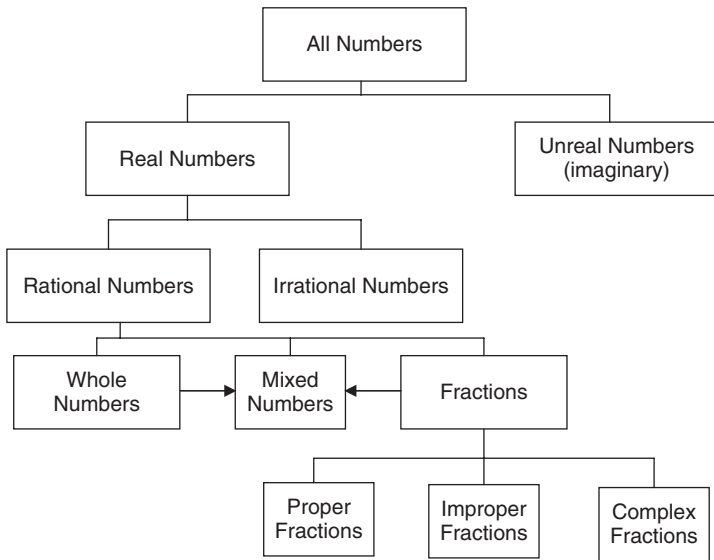 All Numbers
Real Numbers
Unreal Numbers
(imaginary)
Rational Numbers
Irrational Numbers
Whole
Numbers
Mixed
Numbers
Fractions
Proper
Fractions
Improper
Fractions
Complex
Fractions